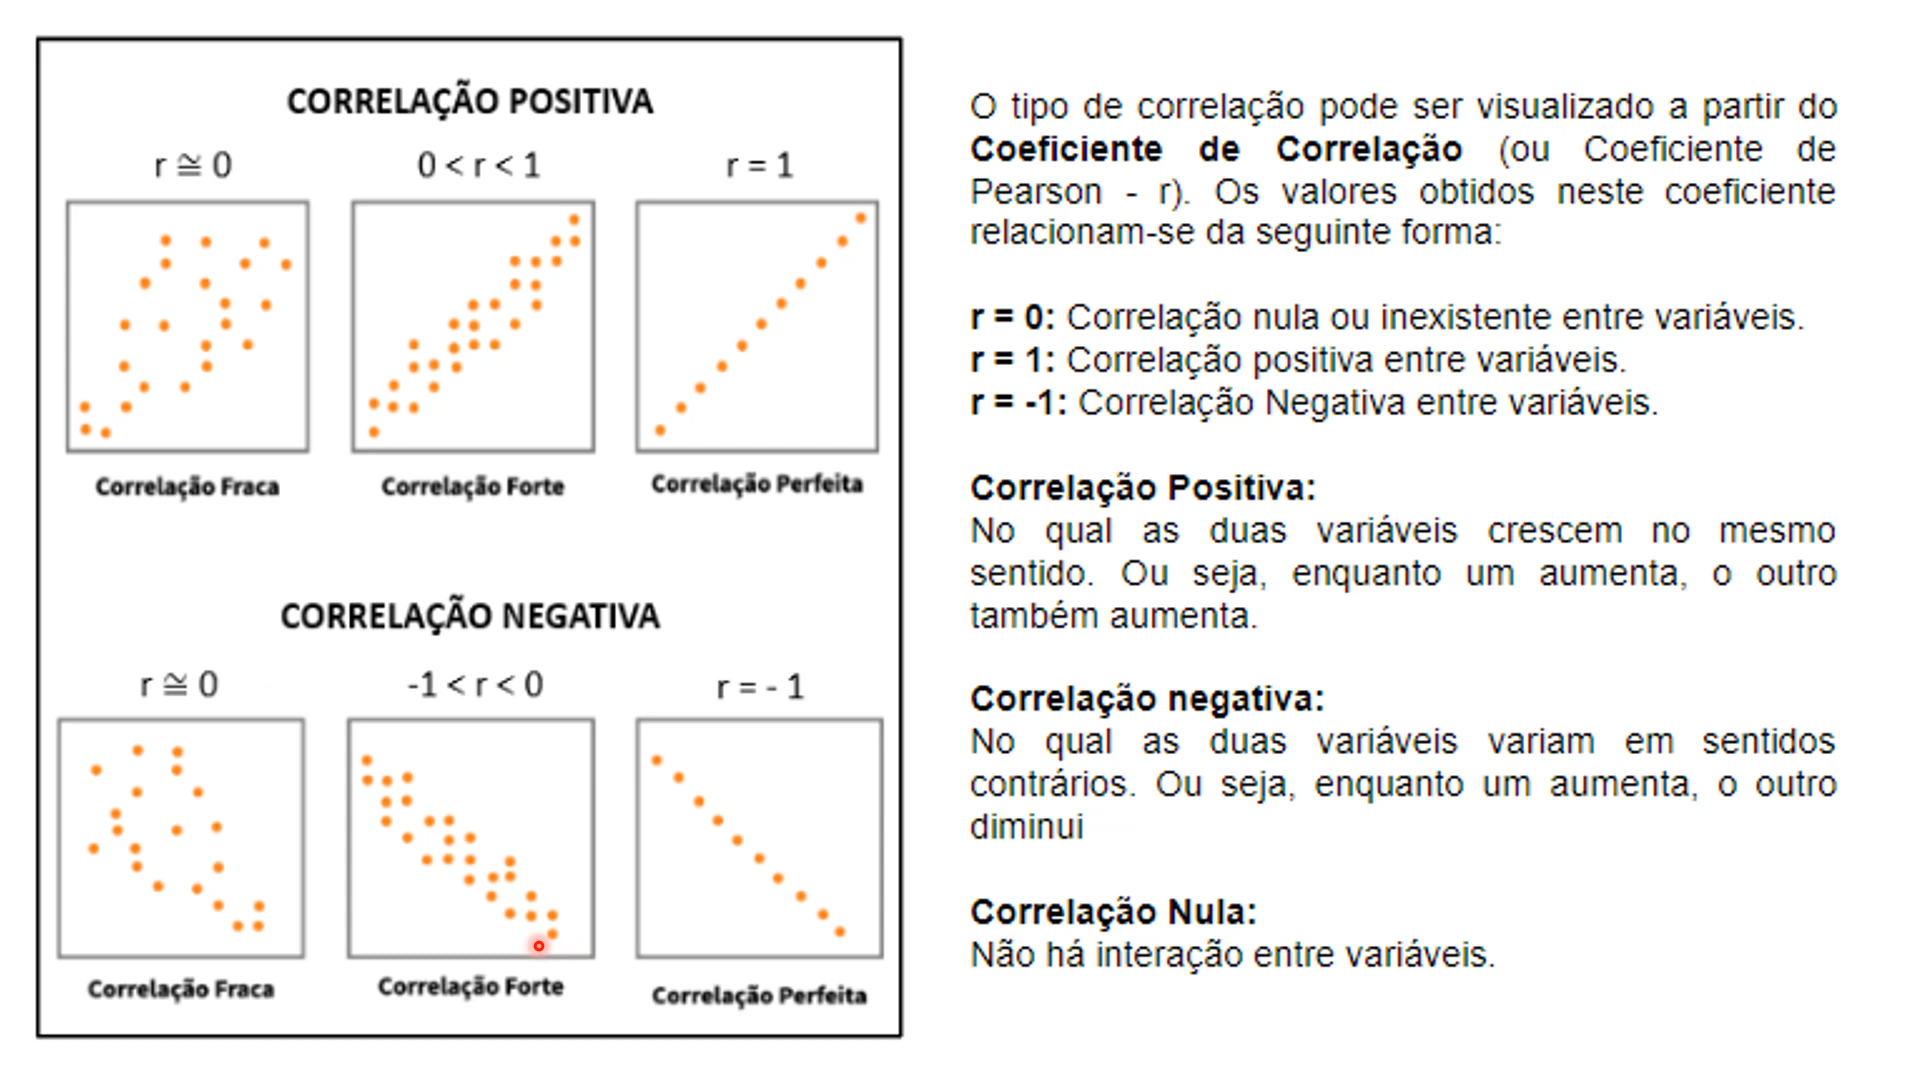 CORRELAÇÃO POSITIVA
r ≅ 0
0 < r < 1
r = 1
Correlação Fraca
Correlação Forte
Correlação Perfeita
CORRELAÇÃO NEGATIVA
r ≅ 0
-1 < r < 0
r = - 1
Correlação Fraca
Correlação Forte
Correlação Perfeita
O tipo de correlação pode ser visualizado a partir do
Coeficiente de Correlação (ou Coeficiente de
Pearson - r). Os valores obtidos neste coeficiente
relacionam-se da seguinte forma:
r = 0: Correlação nula ou inexistente entre variáveis.
r = 1: Correlação positiva entre variáveis.
r = -1: Correlação Negativa entre variáveis.
Correlação Positiva:
No qual as duas variáveis crescem no mesmo
sentido. Ou seja, enquanto um aumenta, o outro
também aumenta.
Correlação negativa:
No qual as duas variáveis variam em sentidos
contrários. Ou seja, enquanto um aumenta, o outro
diminui
Correlação Nula:
Não há interação entre variáveis.